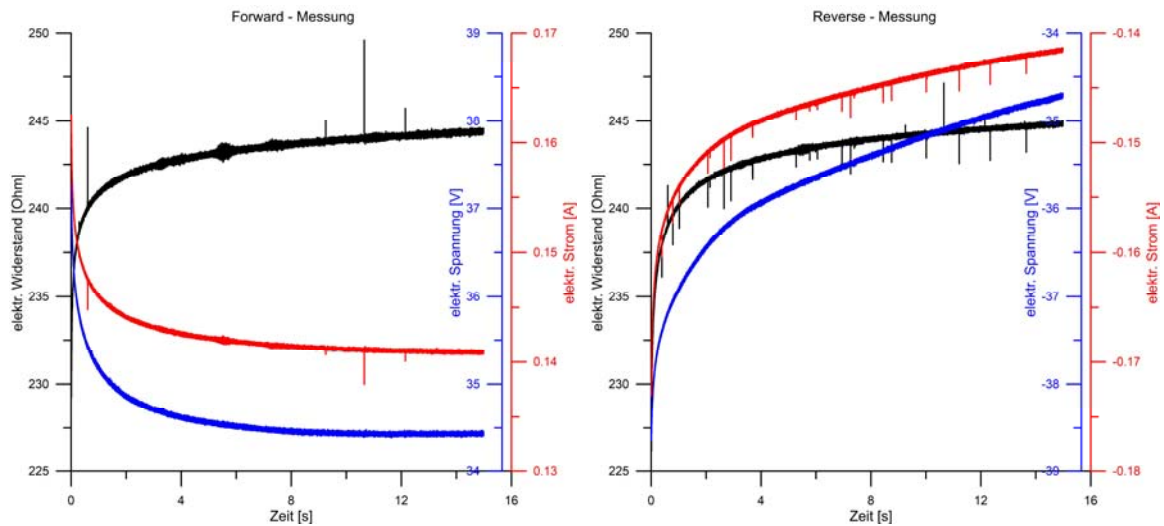 Forward - Messung
250
245
240
235
230
225
elektr. Widerstand [Ohm]
39
38
37
36
35
34
elektr. Spannung [V]
0.17
0.16
0.15
0.14
0.13
elektr. Strom [A]
0 4 8 12 16
Zeit [s]
Reverse - Messung
250
245
240
235
230
225
elektr. Widerstand [Ohm]
-34
-35
-36
-37
-38
-39
elektr. Spannung [V]
-0.14
-0.15
-0.16
-0.17
-0.18
elektr. Strom [A]
0 4 8 12 16
Zeit [s]